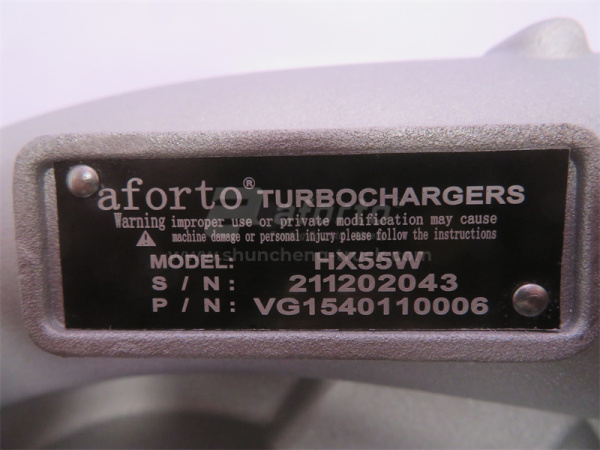 aforto® TURBOCHARGERS
Warning improper use or private modification may cause
machine damage or personal injury please follow the instructions
MODEL: HX55W
S / N: 211202043
P / N: VG1540110006